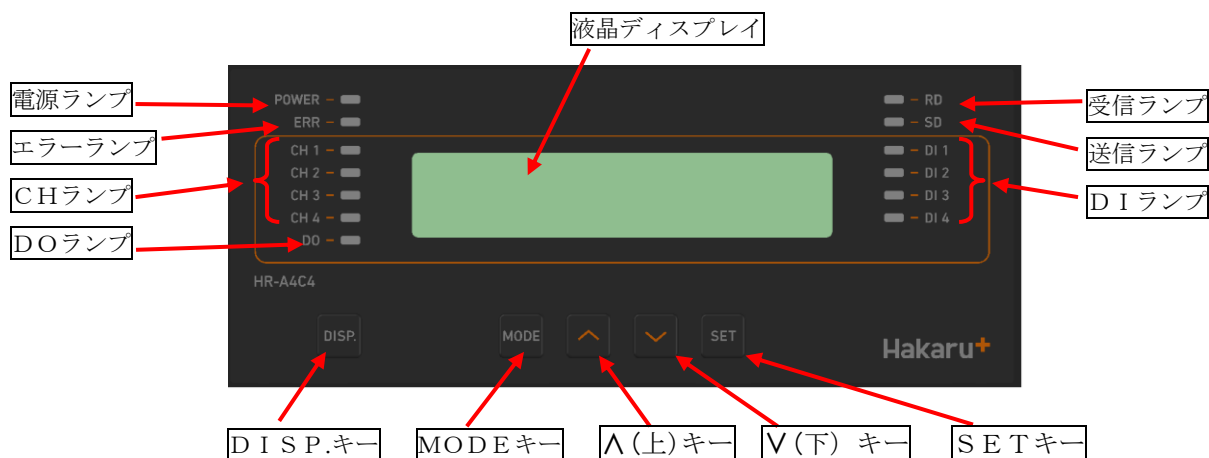 液晶ディスプレイ
電源ランプ
エラーランプ
CHランプ
DOランプ
POWER
ERR
CH 1
CH 2
CH 3
CH 4
DO
RD
SD
DI 1
DI 2
DI 3
DI 4
受信ランプ
送信ランプ
DIランプ
HR-A4C4
DISP.
MODE
SET
Hakaru+
DISP.キー
MODEキー
∧(上)キー
∨(下) キー
SETキー